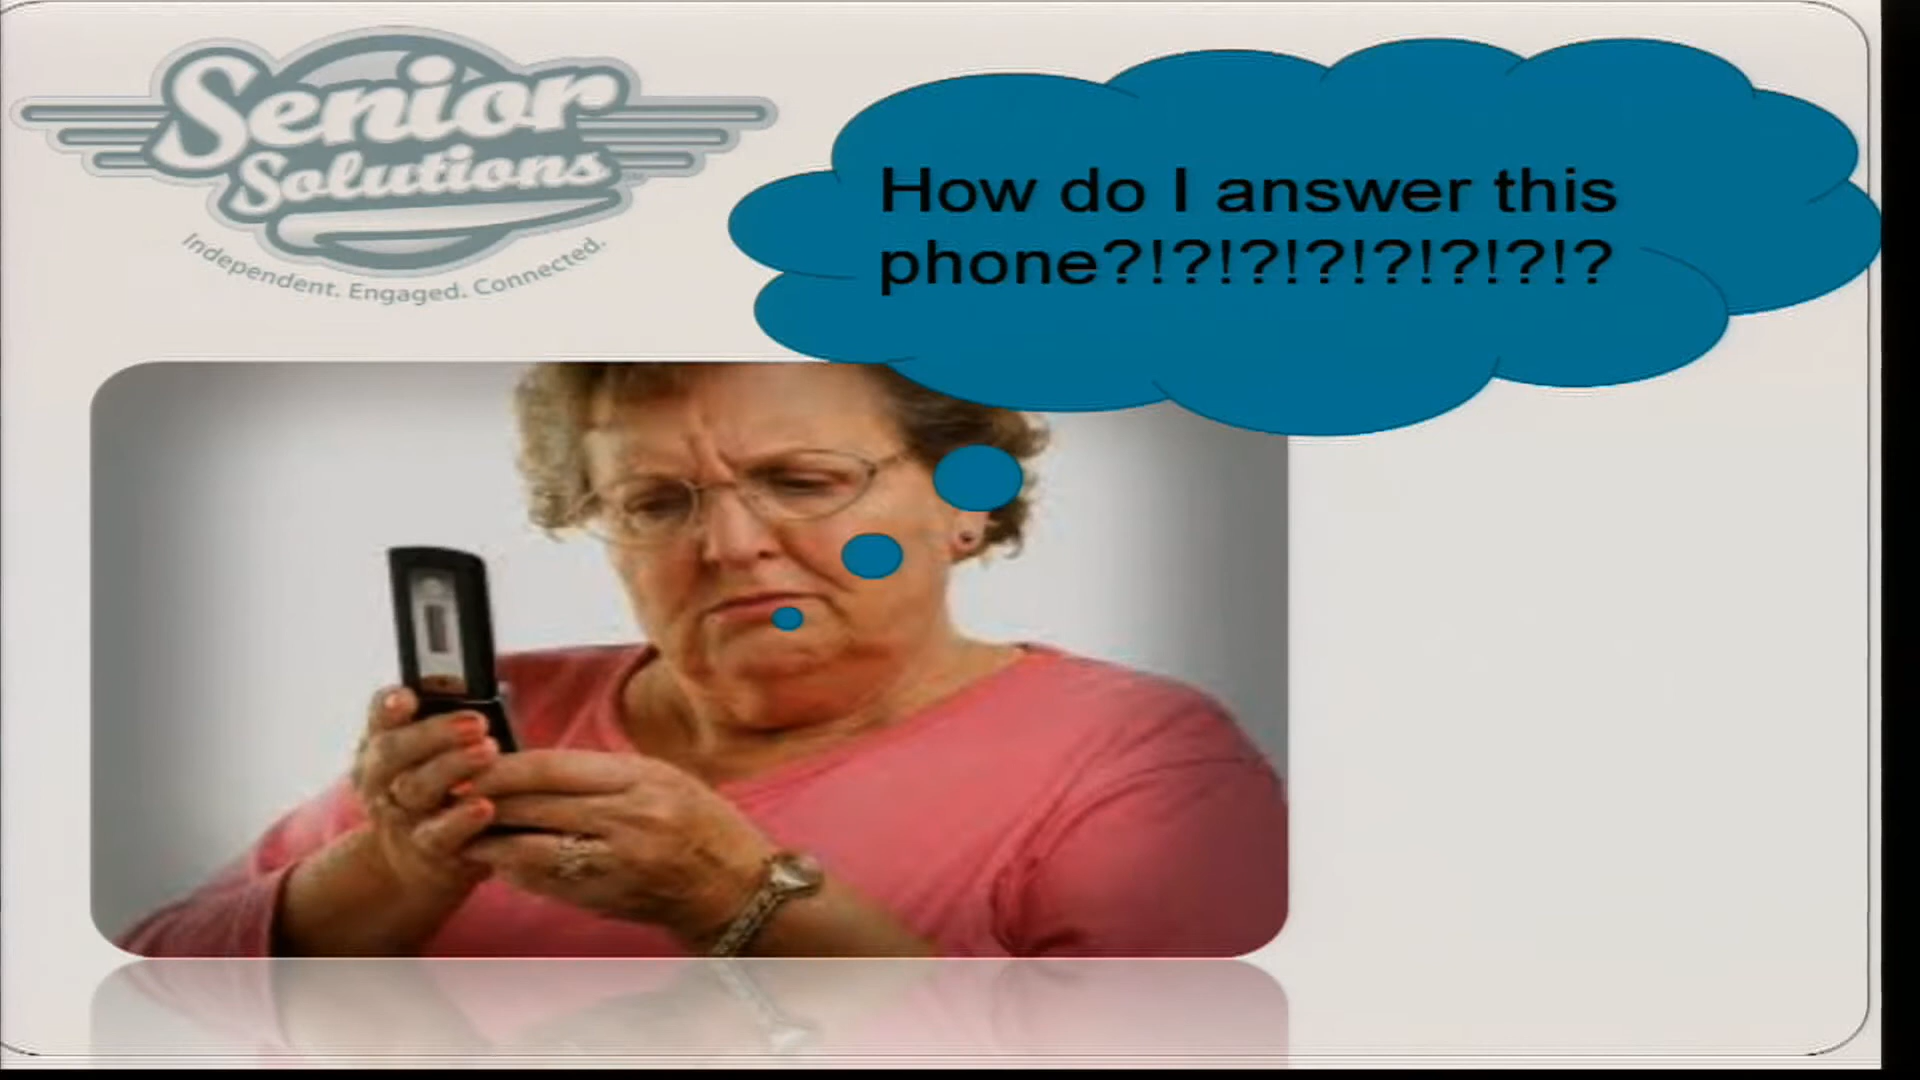 Senior
Solutions
Independent. Engaged. Connected.
How do I answer this
phone?!?!?!?!?!?!?!?